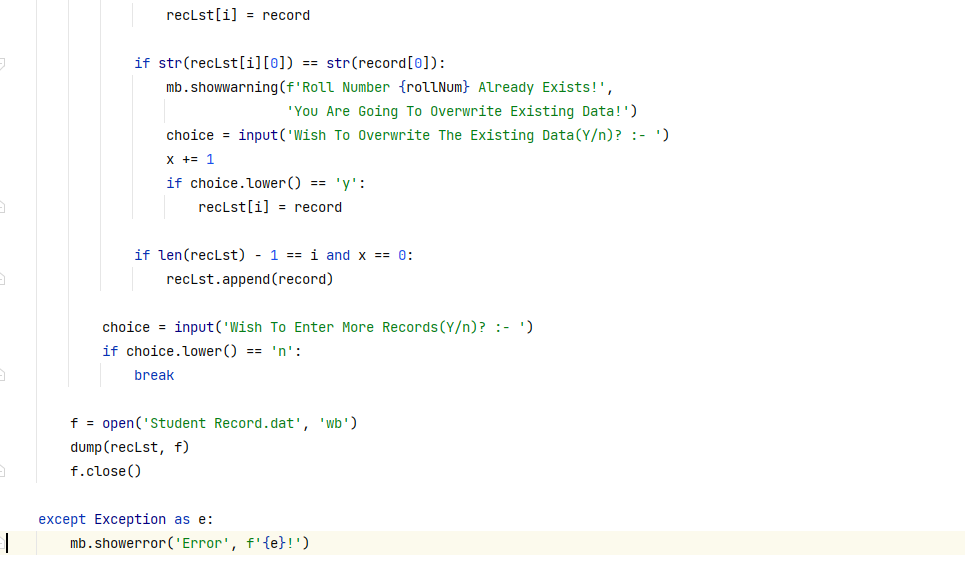 recLst[i] = record
if str(recLst[i][0]) == str(record[0]):
mb.showwarning(f'Roll Number {rollNum} Already Exists!',
'You Are Going To Overwrite Existing Data!')
choice = input('Wish To Overwrite The Existing Data(Y/n)? :- ')
x += 1
if choice.lower() == 'y':
recLst[i] = record
if len(recLst) - 1 == i and x == 0:
recLst.append(record)
choice = input('Wish To Enter More Records(Y/n)? :- ')
if choice.lower() == 'n':
break
f = open('Student Record.dat', 'wb')
dump(recLst, f)
f.close()
except Exception as e:
mb.showerror('Error', f'{e}!')